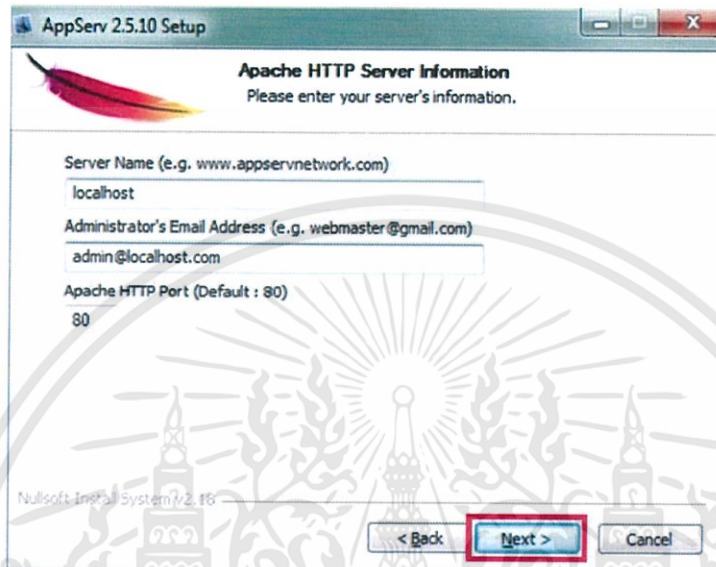 AppServ 2.5.10 Setup
Apache HTTP Server Information
Please enter your server's information.
Server Name (e.g. www.appservnetwork.com)
localhost
Administrator's Email Address (e.g. webmaster@gmail.com)
admin@localhost.com
Apache HTTP Port (Default : 80)
80
Nullsoft Install System v2.18
< Back Next > Cancel